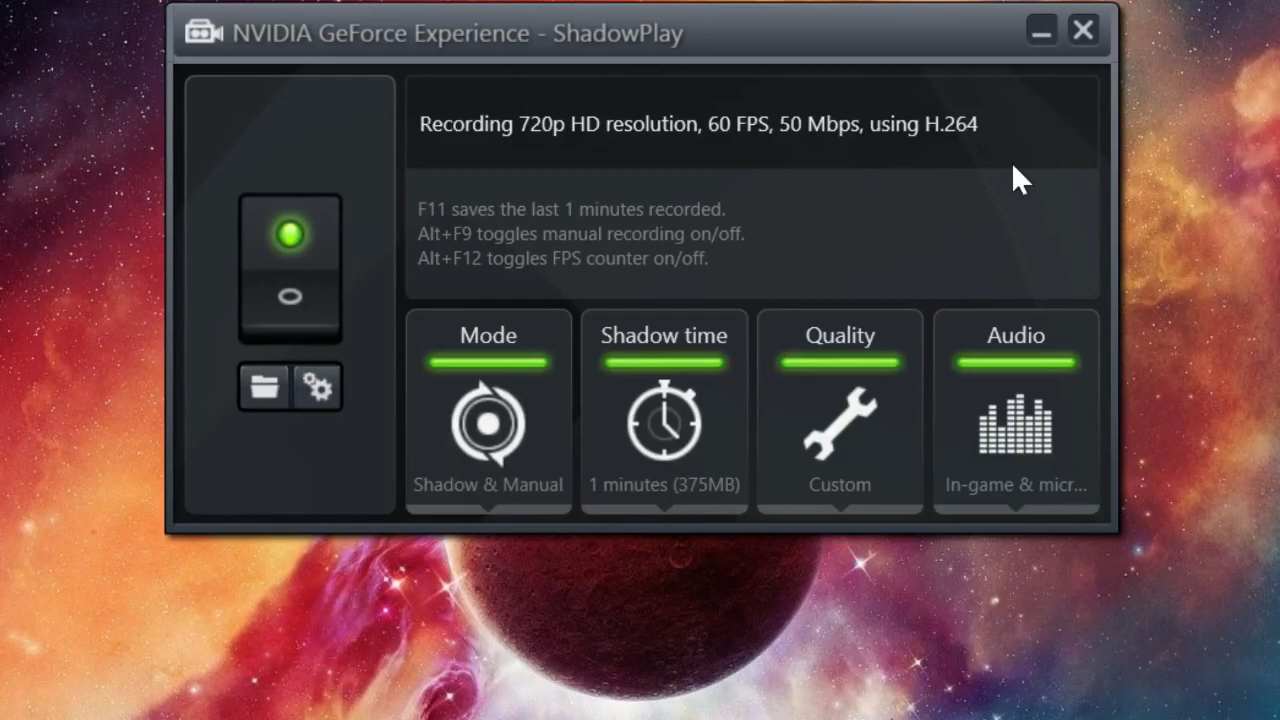 NVIDIA GeForce Experience - ShadowPlay
Recording 720p HD resolution, 60 FPS, 50 Mbps, using H.264
F11 saves the last 1 minutes recorded.
Alt+F9 toggles manual recording on/off.
Alt+F12 toggles FPS counter on/off.
Mode
Shadow time
Quality
Audio
Shadow & Manual
1 minutes (375MB)
Custom
In-game & micr...